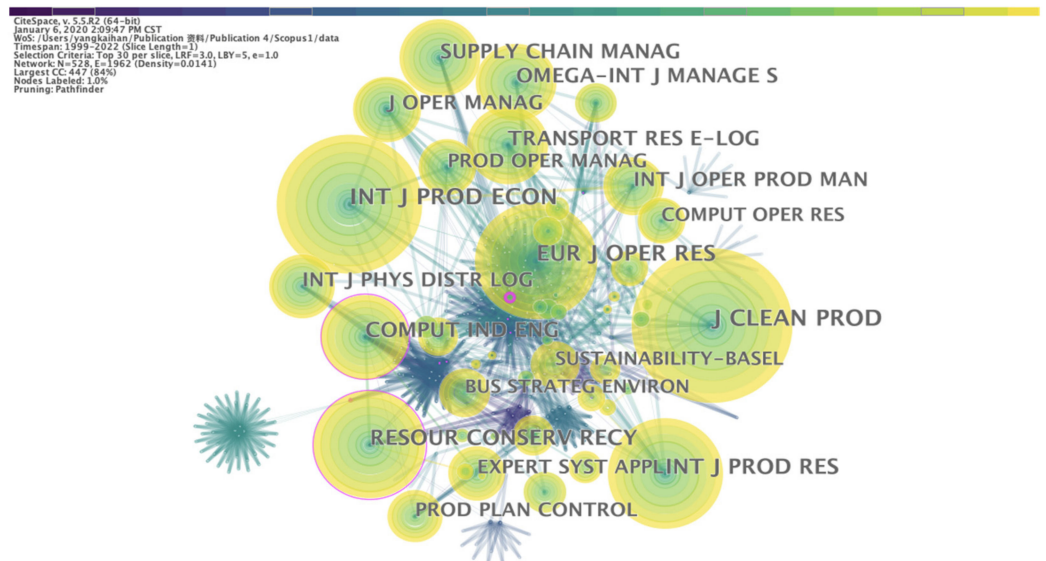 CiteSpace, v. 5.5.R2 (64-bit)
January 6, 2020 2:09:47 PM CST
WoS: /Users/yangkaihan/Publication 资料/Publication 4/Scopus1/data
Timespan: 1999-2022 (Slice Length=1)
Selection Criteria: Top 30 per slice, LRF=3.0, LBY=5, e=1.0
Network: N=528, E=1962 (Density=0.0141)
Largest CC: 447 (84%)
Nodes Labeled: 1.0%
Pruning: Pathfinder
SUPPLY CHAIN MANAG
OMEGA-INT J MANAGE S
J OPER MANAG
TRANSPORT RES E-LOG
PROD OPER MANAG
INT J OPER PROD MAN
INT J PROD ECON
COMPUT OPER RES
EUR J OPER RES
INT J PHYS DISTR LOG
J CLEAN PROD
COMPUT IND ENG
SUSTAINABILITY-BASEL
BUS STRATEG ENVIRON
RESOUR CONSERV RECY
EXPERT SYST APPL
INT J PROD RES
PROD PLAN CONTROL